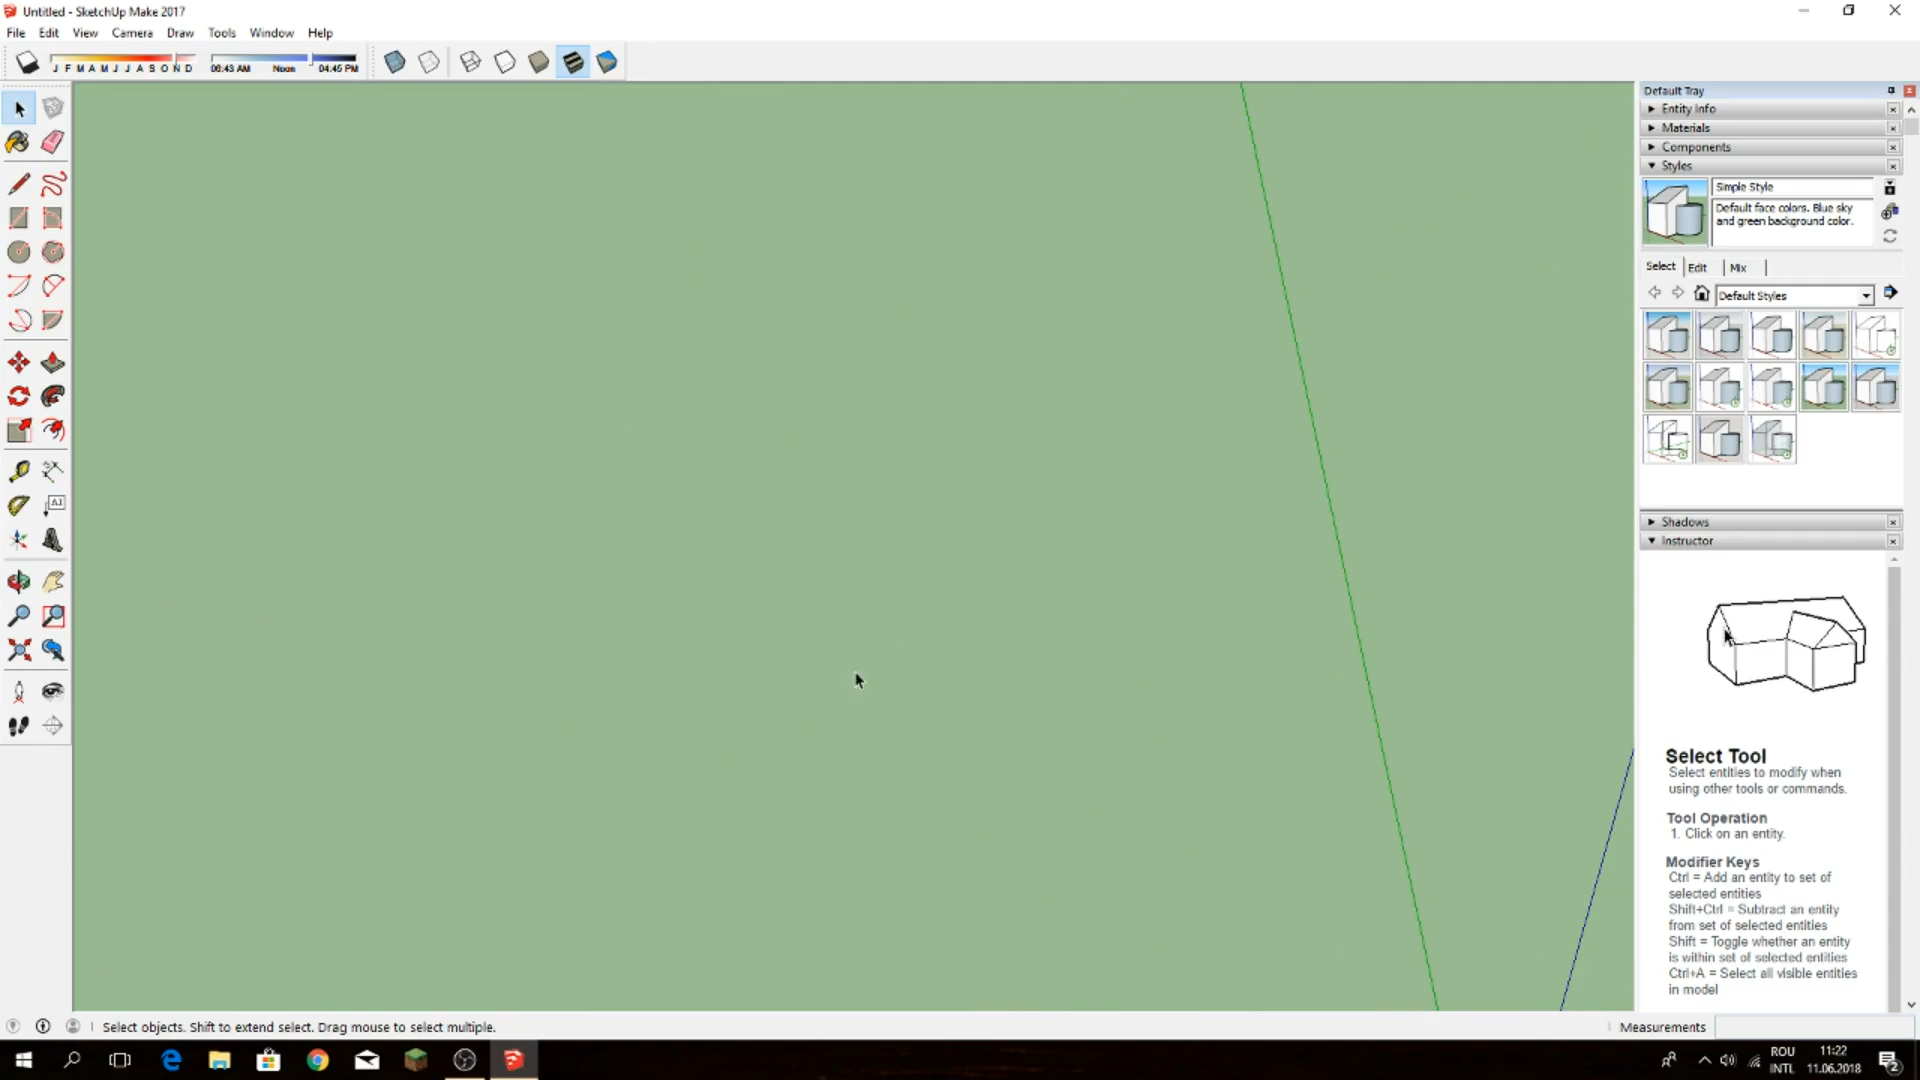 Untitled - SketchUp Make 2017
File Edit View Camera Draw Tools Window Help
J F M A M J J A S O N D 06:43 AM Noon 04:45 PM
Default Tray
Entity Info
Materials
Components
Styles
Simple Style
Default face colors. Blue sky
and green background color.
Select Edit Mix
Default Styles
Shadows
Instructor
Select Tool
Select entities to modify when
using other tools or commands.
Tool Operation
1. Click on an entity.
Modifier Keys
Ctrl = Add an entity to set of
selected entities
Shift+Ctrl = Subtract an entity
from set of selected entities
Shift = Toggle whether an entity
is within set of selected entities
Ctrl+A = Select all visible entities
in model
Select objects. Shift to extend select. Drag mouse to select multiple.
Measurements
ROU
INTL
11:22
11.06.2018
2